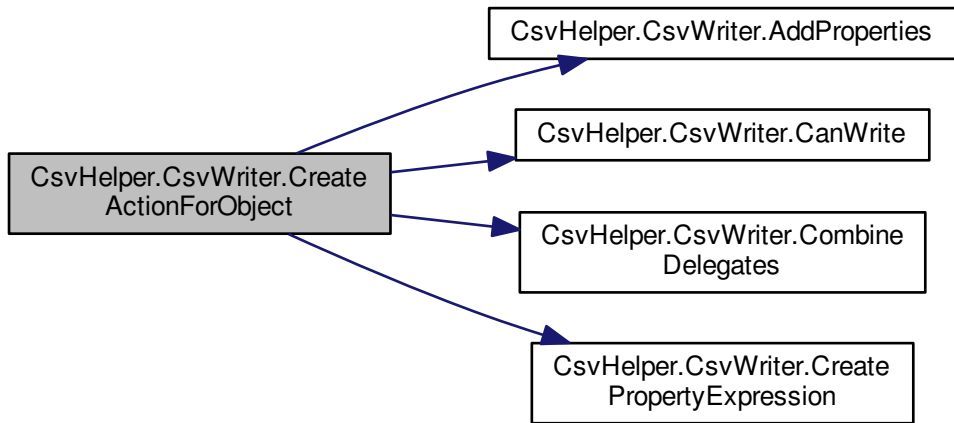 CsvHelper.CsvWriter.AddProperties
CsvHelper.CsvWriter.CanWrite
CsvHelper.CsvWriter.Create
ActionForObject
CsvHelper.CsvWriter.Combine
Delegates
CsvHelper.CsvWriter.Create
PropertyExpression